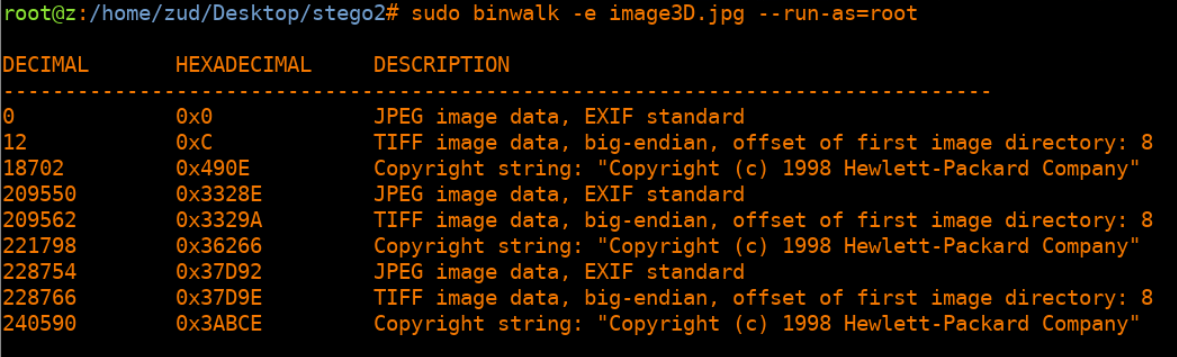 root@z:/home/zud/Desktop/stego2# sudo binwalk -e image3D.jpg --run-as=root
DECIMAL       HEXADECIMAL     DESCRIPTION
--------------------------------------------------------------------------------
0             0x0             JPEG image data, EXIF standard
12            0xC             TIFF image data, big-endian, offset of first image directory: 8
18702         0x490E          Copyright string: "Copyright (c) 1998 Hewlett-Packard Company"
209550        0x3328E         JPEG image data, EXIF standard
209562        0x3329A         TIFF image data, big-endian, offset of first image directory: 8
221798        0x36266         Copyright string: "Copyright (c) 1998 Hewlett-Packard Company"
228754        0x37D92         JPEG image data, EXIF standard
228766        0x37D9E         TIFF image data, big-endian, offset of first image directory: 8
240590        0x3ABCE         Copyright string: "Copyright (c) 1998 Hewlett-Packard Company"